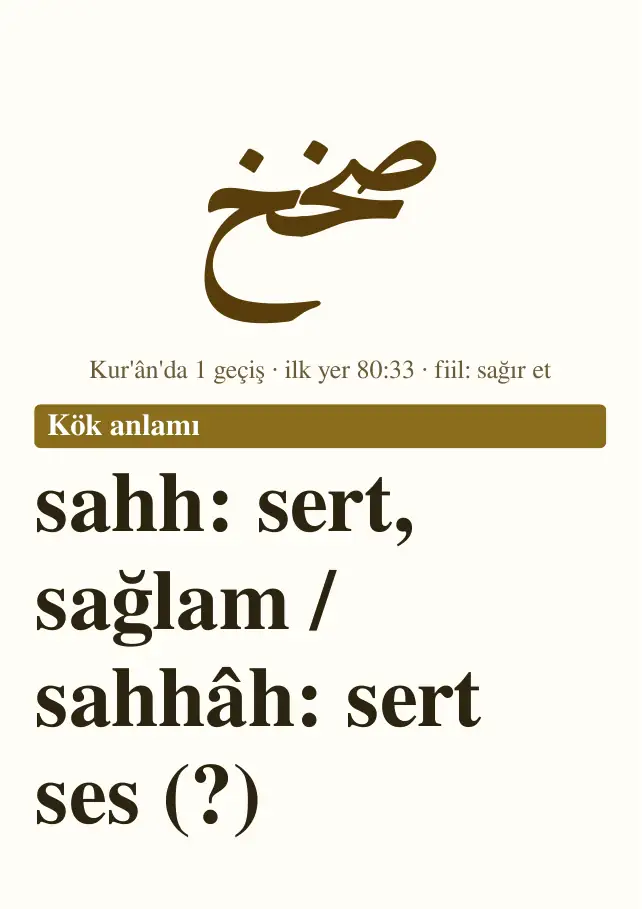 صخخ
Kur'ân'da 1 geçiş · ilk yer 80:33 · fiil: sağır et
Kök anlamı
sahh: sert,
sağlam /
sahhâh: sert
ses (?)